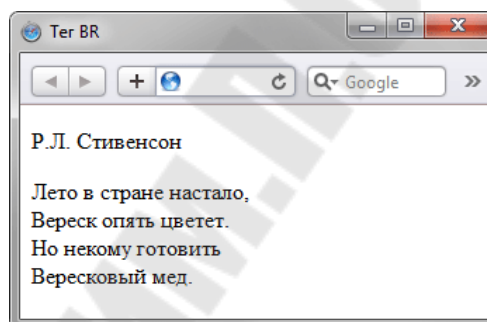 Тег BR
Google
Р.Л. Стивенсон
Лето в стране настало,
Вереск опять цветет.
Но некому готовить
Вересковый мед.